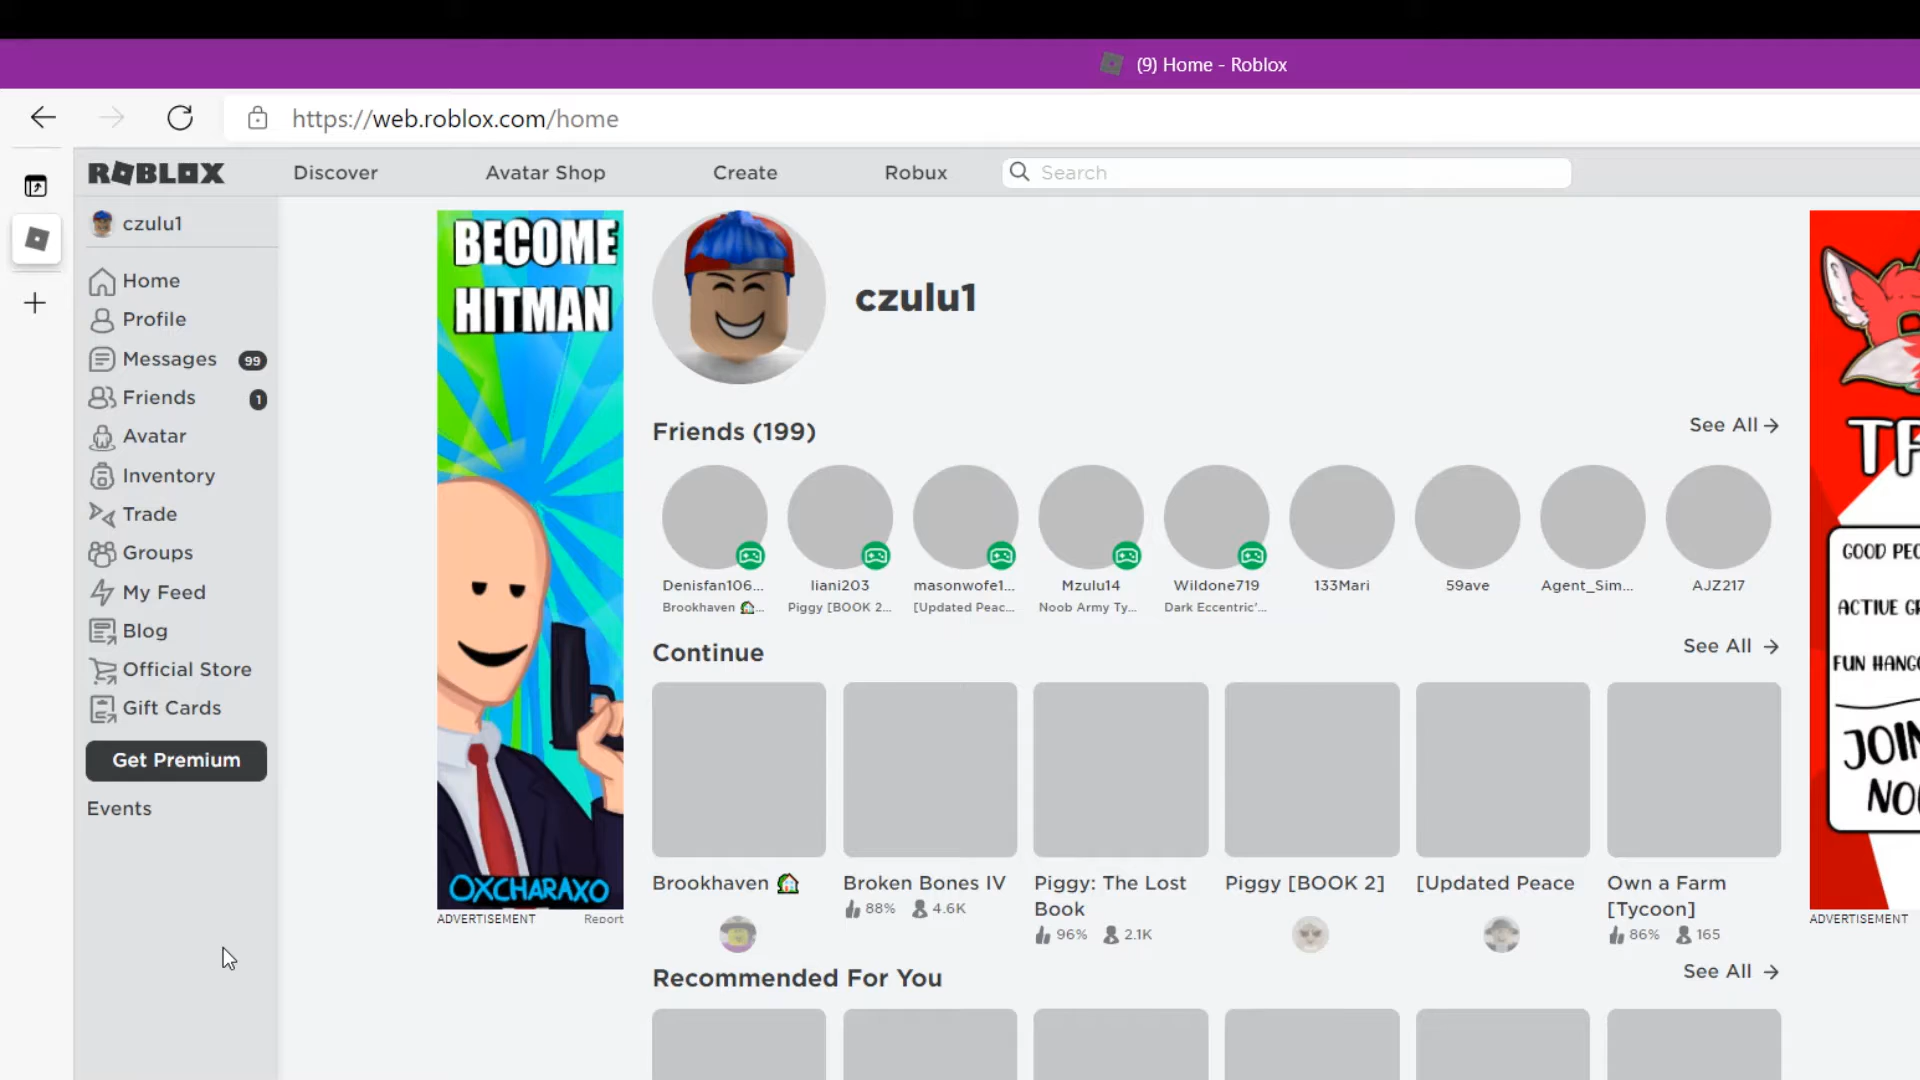 (9) Home - Roblox
https://web.roblox.com/home
ROBLOX
Discover
Avatar Shop
Create
Robux
Search
czulu1
Home
Profile
Messages 99
Friends 1
Avatar
Inventory
Trade
Groups
My Feed
Blog
Official Store
Gift Cards
Get Premium
Events
BECOME
HITMAN
OXCHARAXO
ADVERTISEMENT
Report
czulu1
Friends (199)
See All
Denisfan106...
Brookhaven 🏡...
liani203
Piggy [BOOK 2...
masonwofe1...
[Updated Peac...
Mzulu14
Noob Army Ty...
Wildone719
Dark Eccentric'...
133Mari
59ave
Agent_Sim...
AJZ217
Continue
See All
Brookhaven 🏡
Broken Bones IV
88% 4.6K
Piggy: The Lost
Book
96% 2.1K
Piggy [BOOK 2]
[Updated Peace
Own a Farm
[Tycoon]
86% 165
Recommended For You
See All
GOOD PEO
ACTIVE GR
FUN HANGO
JOIN
NO
ADVERTISEMENT